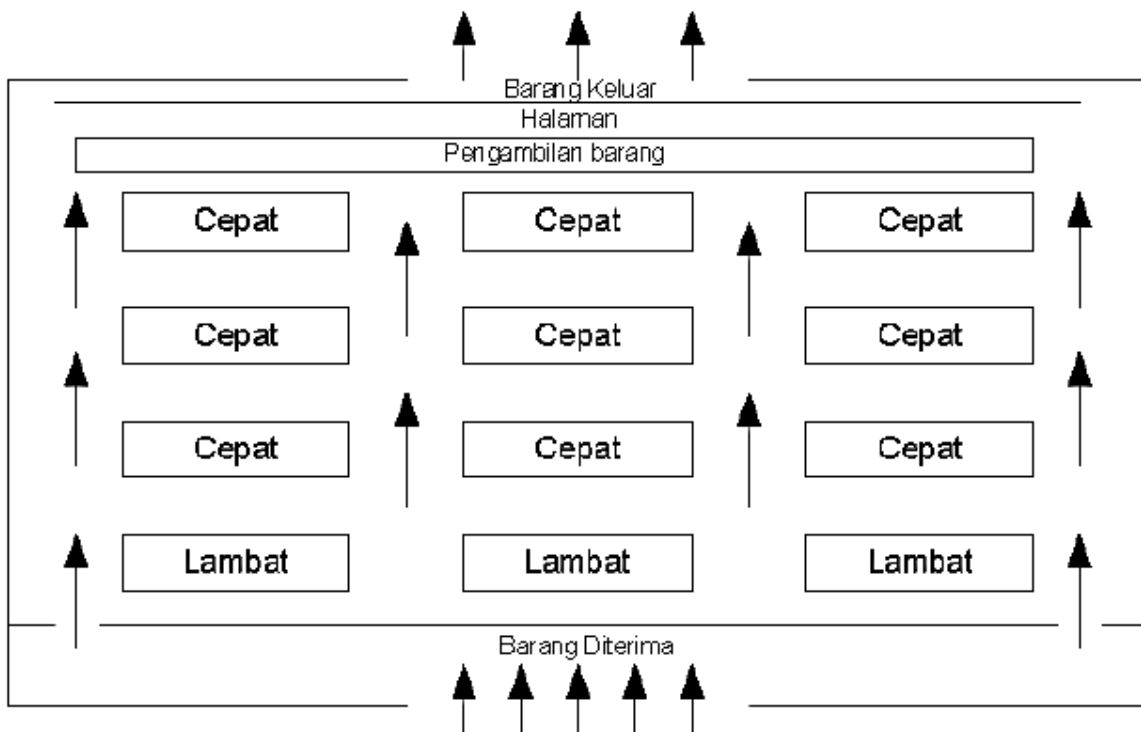 Barang Keluar
Halaman
Pengambilan barang
Cepat Cepat Cepat
Cepat Cepat Cepat
Cepat Cepat Cepat
Lambat Lambat Lambat
Barang Diterima